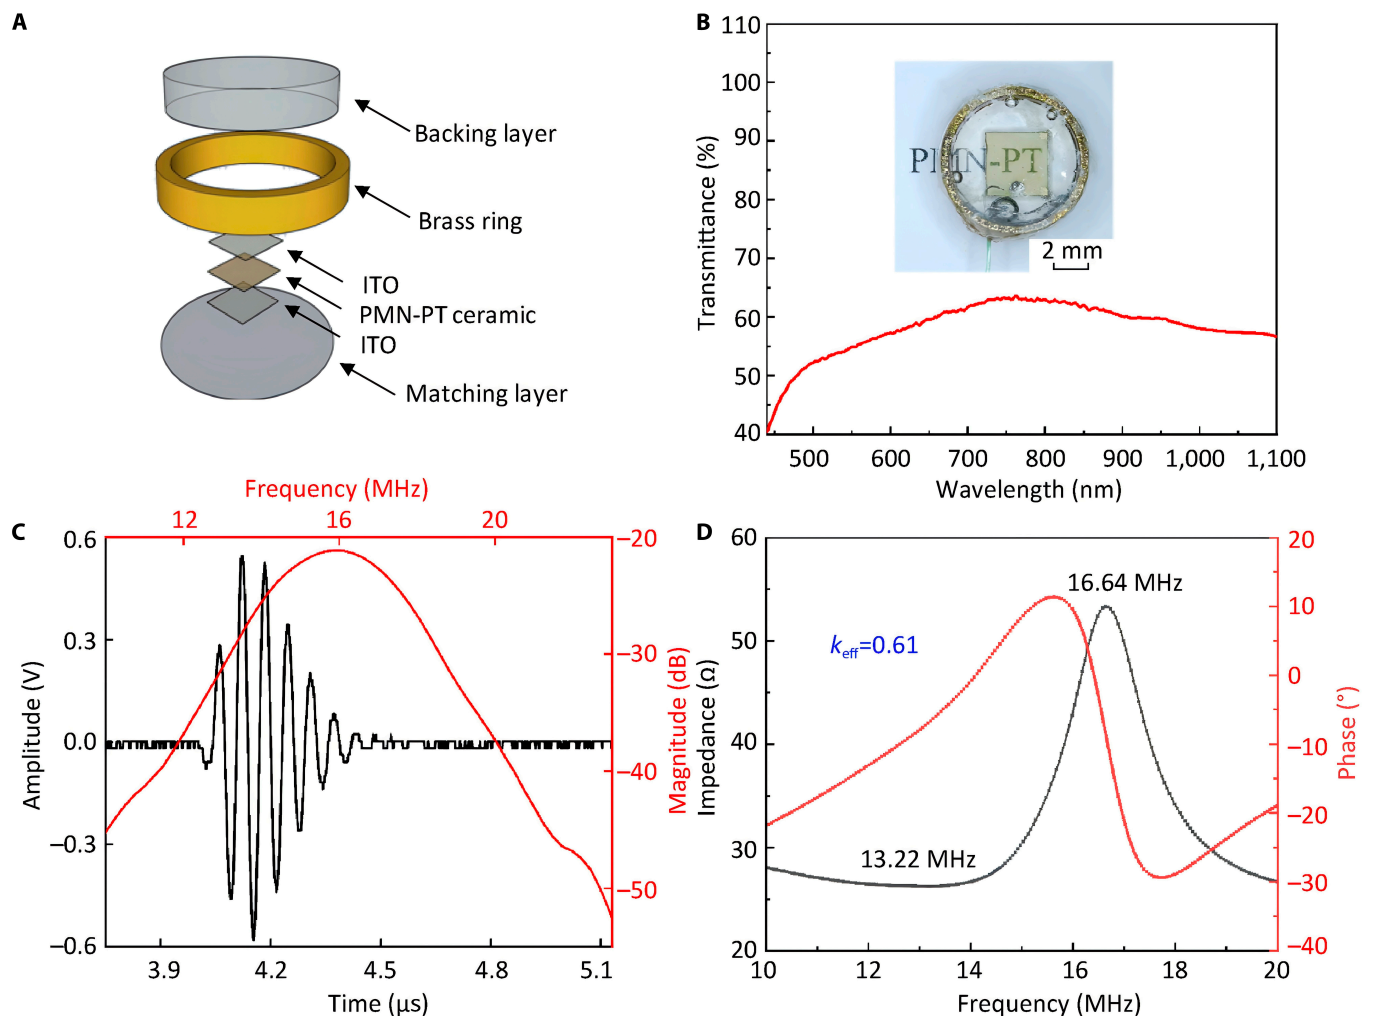 A
Backing layer
Brass ring
ITO
PMN-PT ceramic
ITO
Matching layer
B
110
100
90
80
70
60
50
40
Transmittance (%)
PMN-PT
2 mm
500 600 700 800 900 1,000 1,100
Wavelength (nm)
C
Frequency (MHz)
12 16 20
0.6
0.3
0.0
−0.3
−0.6
Amplitude (V)
−20
−30
−40
−50
Magnitude (dB)
3.9 4.2 4.5 4.8 5.1
Time (μs)
D
60
50
40
30
20
Impedance (Ω)
16.64 MHz
keff=0.61
13.22 MHz
20
10
0
−10
−20
−30
−40
Phase (°)
10 12 14 16 18 20
Frequency (MHz)